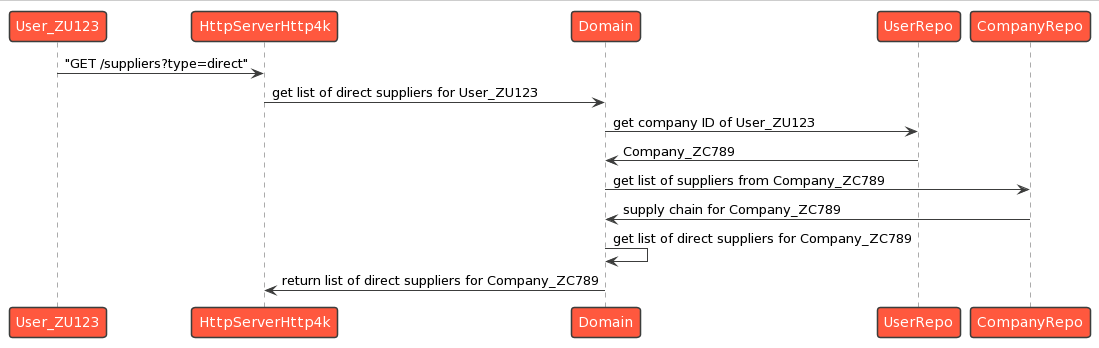 User_ZU123 HttpServerHttp4k Domain UserRepo CompanyRepo
"GET /suppliers?type=direct"
get list of direct suppliers for User_ZU123
get company ID of User_ZU123
Company_ZC789
get list of suppliers from Company_ZC789
supply chain for Company_ZC789
get list of direct suppliers for Company_ZC789
return list of direct suppliers for Company_ZC789
User_ZU123 HttpServerHttp4k Domain UserRepo CompanyRepo